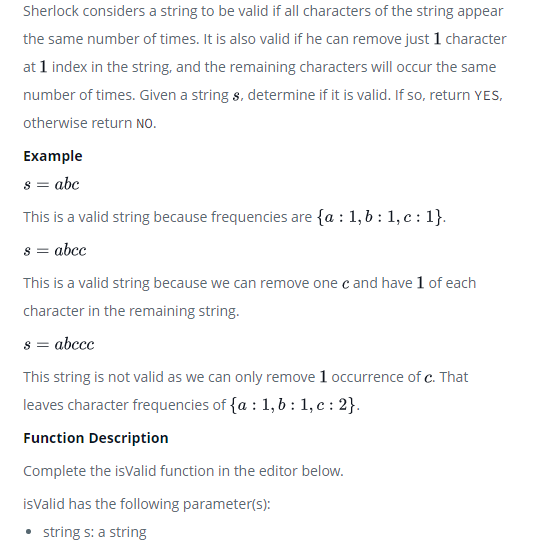 Sherlock considers a string to be valid if all characters of the string appear
the same number of times. It is also valid if he can remove just 1 character
at 1 index in the string, and the remaining characters will occur the same
number of times. Given a string s, determine if it is valid. If so, return YES,
otherwise return NO.
Example
s = abc
This is a valid string because frequencies are {a : 1, b : 1, c : 1}.
s = abcc
This is a valid string because we can remove one c and have 1 of each
character in the remaining string.
s = abccc
This string is not valid as we can only remove 1 occurrence of c. That
leaves character frequencies of {a : 1, b : 1, c : 2}.
Function Description
Complete the isValid function in the editor below.
isValid has the following parameter(s):
• string s: a string